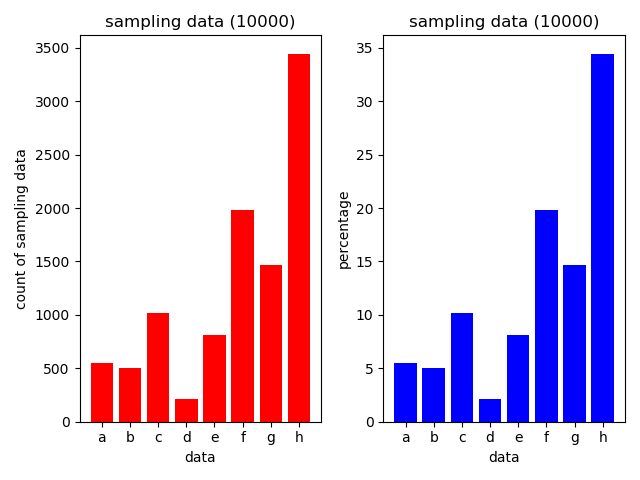 sampling data (10000)
count of sampling data
3500
3000
2500
2000
1500
1000
500
0
a b c d e f g h
data
sampling data (10000)
percentage
35
30
25
20
15
10
5
0
a b c d e f g h
data